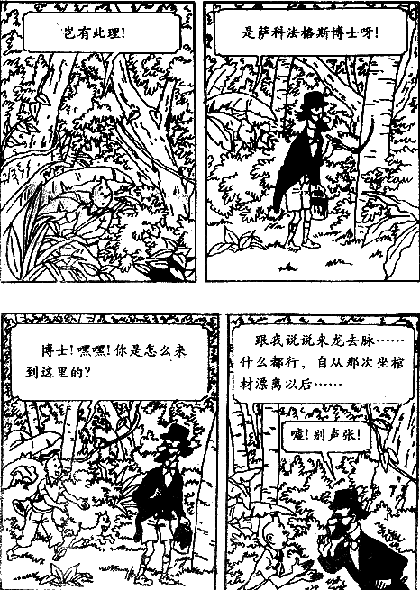 岂有此理!
是萨科法格斯博士呀!
博士!嘿嘿!你是怎么来
到这里的?
跟我说说来龙去脉……
什么都行，自从那次坐棺
材漂离以后……
嘘!别声张!